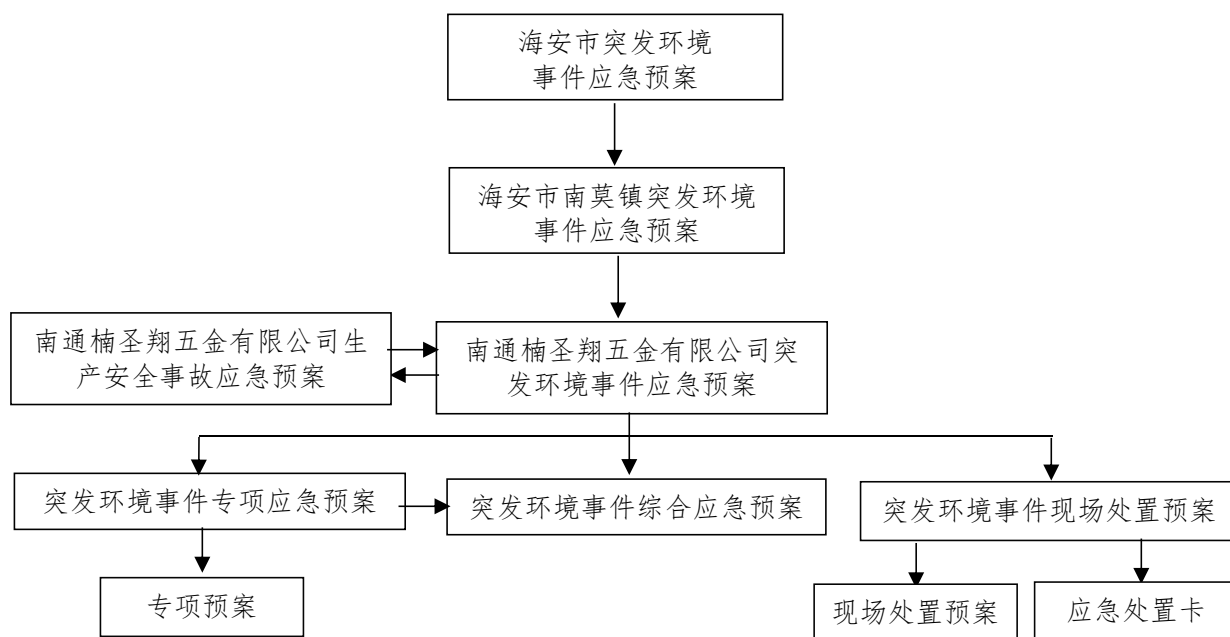 海安市突发环境
事件应急预案
海安市南莫镇突发环境
事件应急预案
南通楠圣翔五金有限公司生
产安全事故应急预案
南通楠圣翔五金有限公司突
发环境事件应急预案
突发环境事件专项应急预案
突发环境事件综合应急预案
突发环境事件现场处置预案
专项预案
现场处置预案
应急处置卡